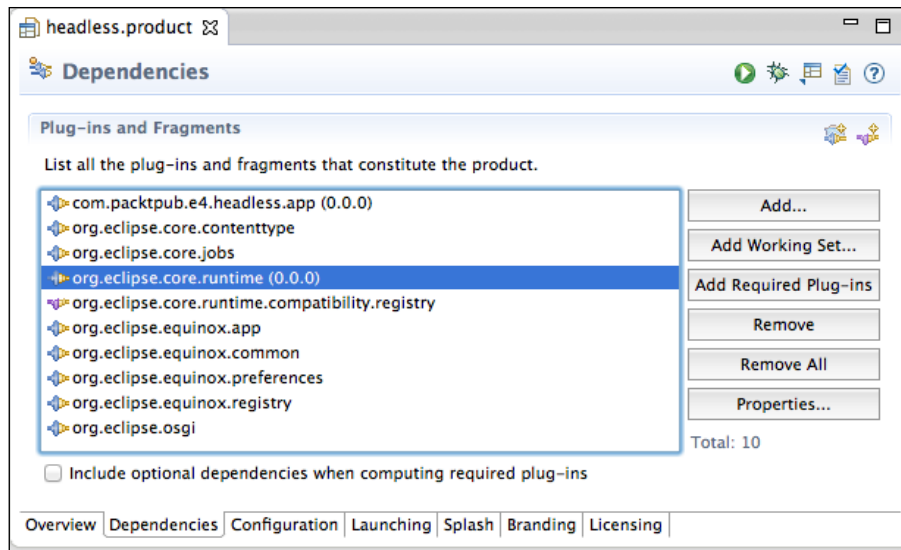 headless.product
Dependencies
Plug-ins and Fragments
List all the plug-ins and fragments that constitute the product.
com.packtpub.e4.headless.app (0.0.0)
org.eclipse.core.contenttype
org.eclipse.core.jobs
org.eclipse.core.runtime (0.0.0)
org.eclipse.core.runtime.compatibility.registry
org.eclipse.equinox.app
org.eclipse.equinox.common
org.eclipse.equinox.preferences
org.eclipse.equinox.registry
org.eclipse.osgi
Add...
Add Working Set...
Add Required Plug-ins
Remove
Remove All
Properties...
Total: 10
Include optional dependencies when computing required plug-ins
Overview Dependencies Configuration Launching Splash Branding Licensing